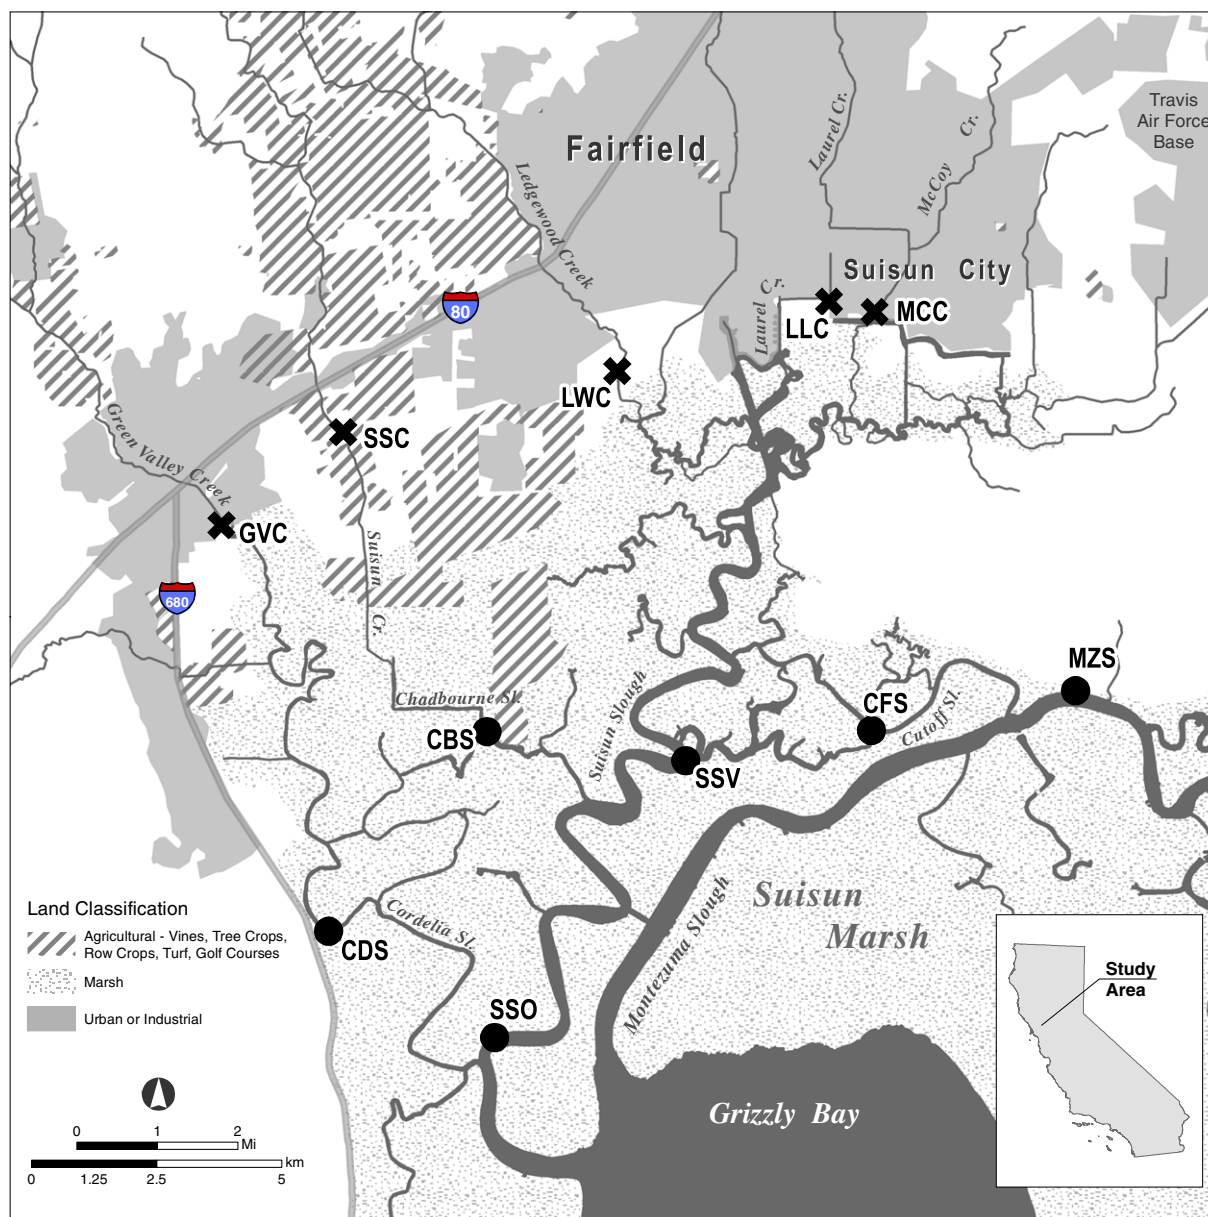 Travis
Air Force
Base
Fairfield
Laurel Cr.
McCoy Cr.
Ledgewood Creek
Suisun City
Laurel Cr.
80
LLC
MCC
LWC
SSC
Green Valley Creek
GVC
Suisun Cr.
680
MZS
Chadbourne Sl.
Suisun Slough
CFS
Cutoff Sl.
CBS
SSV
Suisun
Marsh
Montezuma Slough
Cordelia Sl.
CDS
SSO
Grizzly Bay
Land Classification
Agricultural - Vines, Tree Crops,
Row Crops, Turf, Golf Courses
Marsh
Urban or Industrial
0 1 2
Mi
km
0 1.25 2.5 5
Study
Area